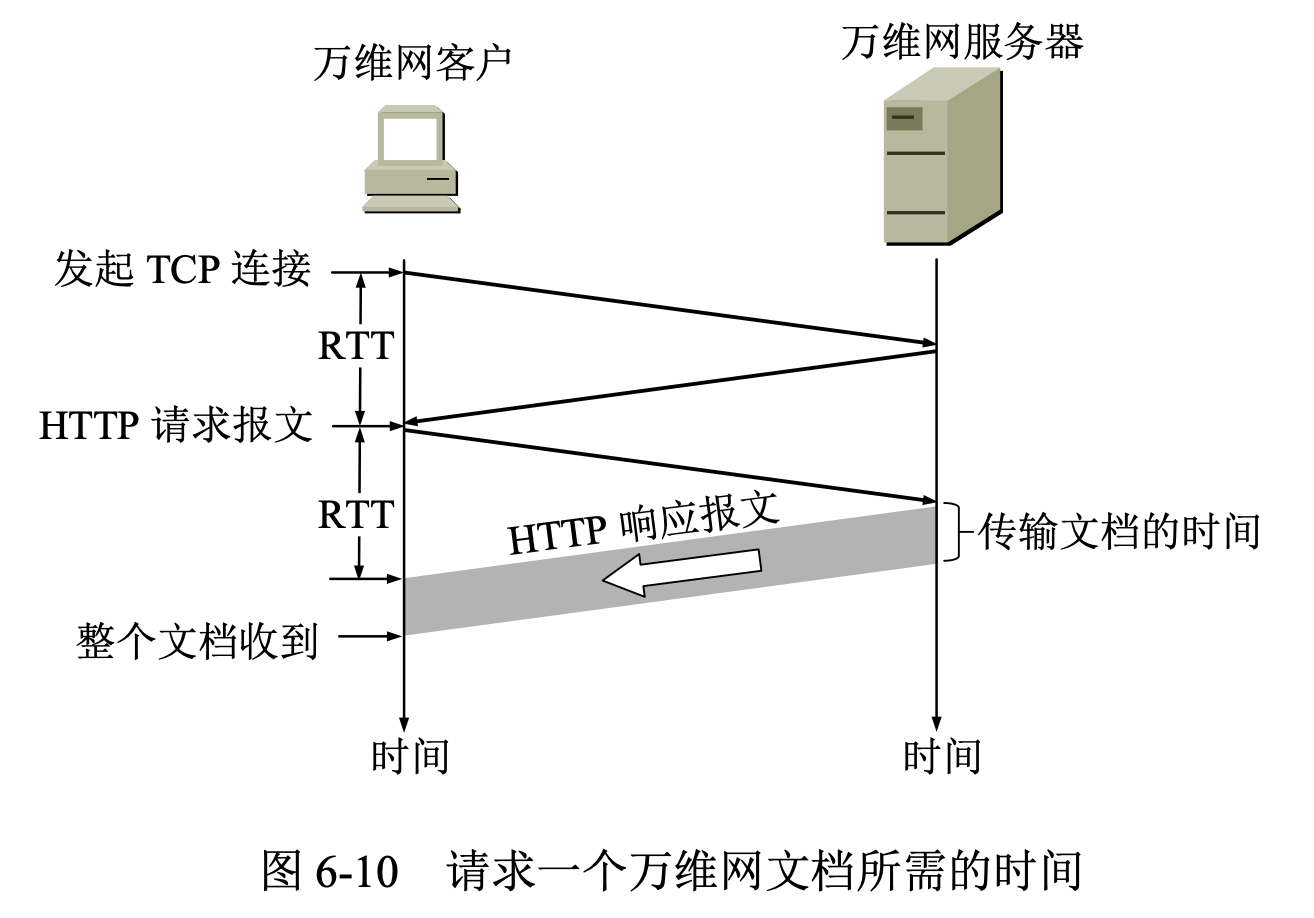 万维网客户
万维网服务器
发起 TCP 连接
RTT
HTTP 请求报文
RTT
HTTP 响应报文
传输文档的时间
整个文档收到
时间
时间
图 6-10 请求一个万维网文档所需的时间